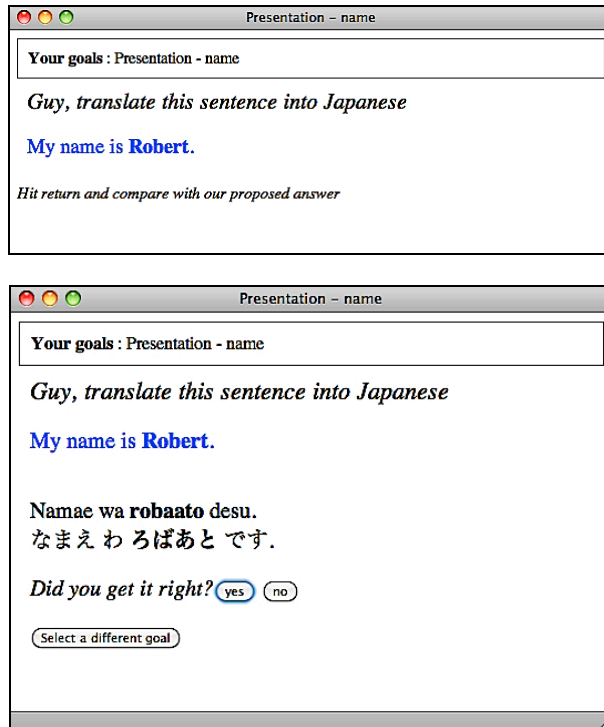 Presentation – name
Your goals : Presentation - name
Guy, translate this sentence into Japanese
My name is Robert.
Hit return and compare with our proposed answer
Presentation – name
Your goals : Presentation - name
Guy, translate this sentence into Japanese
My name is Robert.
Namae wa robaato desu.
なまえ わ ろばあと です.
Did you get it right? yes no
Select a different goal